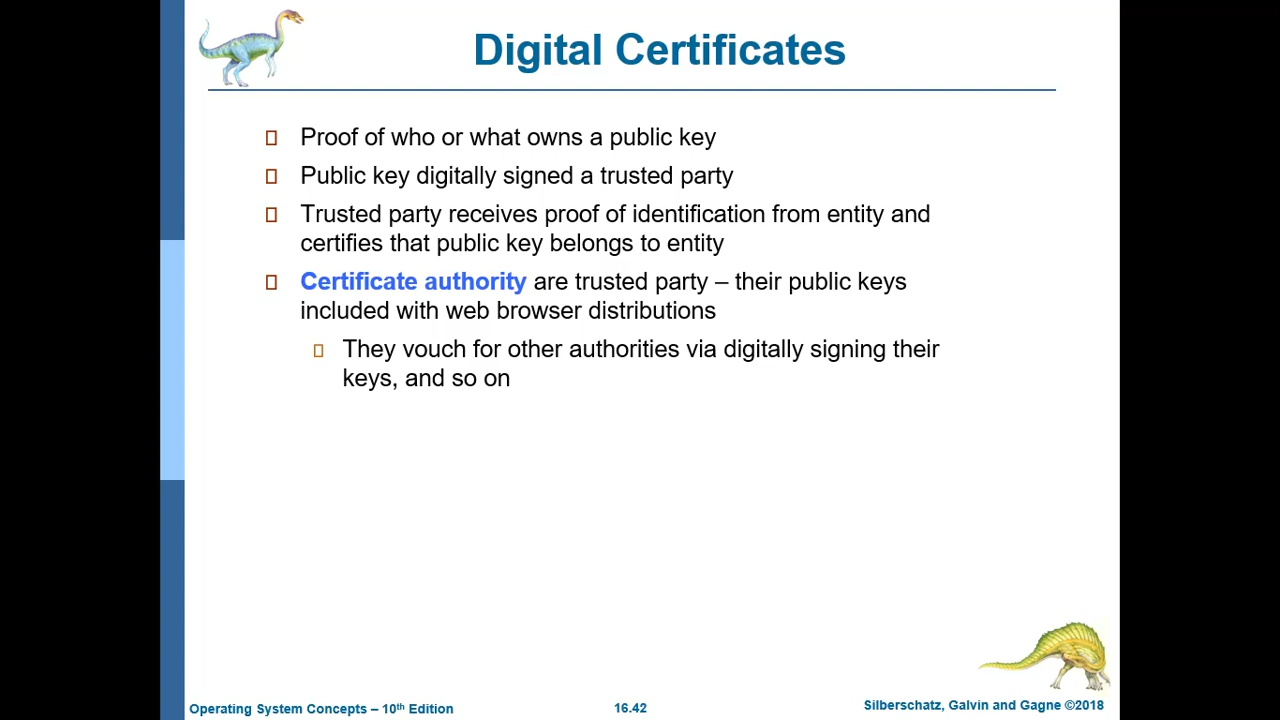 Digital Certificates
Proof of who or what owns a public key
Public key digitally signed a trusted party
Trusted party receives proof of identification from entity and
certifies that public key belongs to entity
Certificate authority are trusted party – their public keys
included with web browser distributions
They vouch for other authorities via digitally signing their
keys, and so on
Operating System Concepts – 10th Edition
16.42
Silberschatz, Galvin and Gagne ©2018